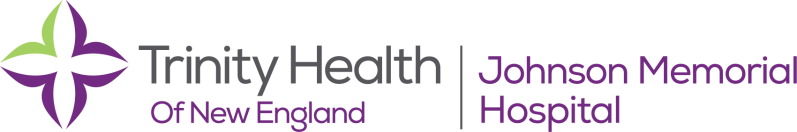 Trinity Health
Of New England
Johnson Memorial
Hospital